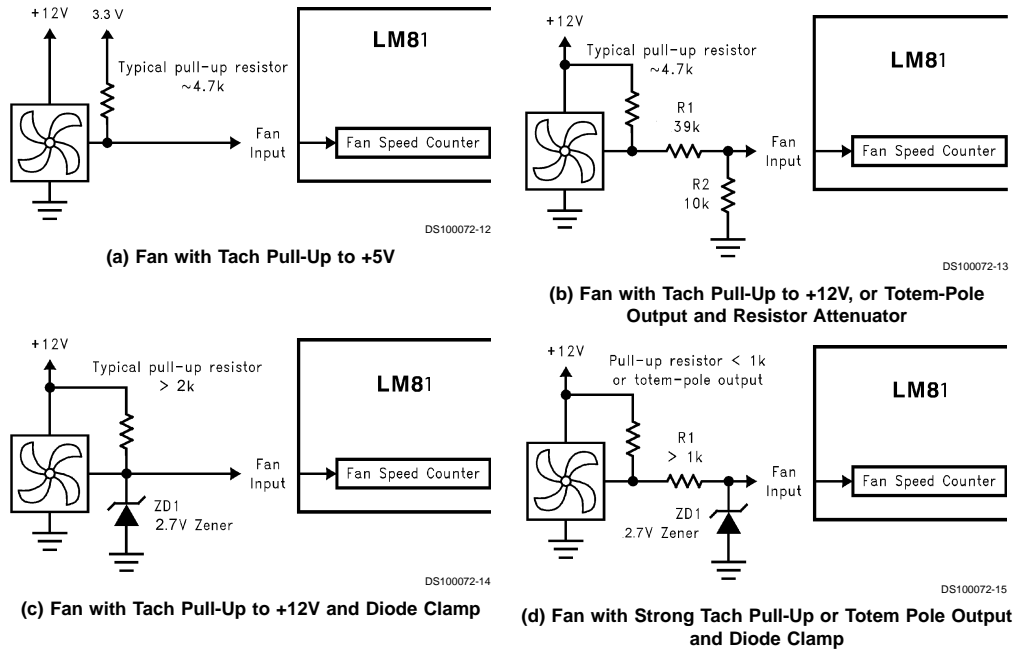 +12V
3.3 V
LM81
Typical pull-up resistor
~4.7k
Fan
Input
Fan Speed Counter
DS100072-12
(a) Fan with Tach Pull-Up to +5V
+12V
LM81
Typical pull-up resistor
~4.7k
R1
39k
Fan
Input
Fan Speed Counter
R2
10k
DS100072-13
(b) Fan with Tach Pull-Up to +12V, or Totem-Pole
Output and Resistor Attenuator
+12V
Typical pull-up resistor
> 2k
LM81
Fan
Input
Fan Speed Counter
ZD1
2.7V Zener
DS100072-14
(c) Fan with Tach Pull-Up to +12V and Diode Clamp
+12V
Pull-up resistor < 1k
or totem-pole output
LM81
R1
> 1k
Fan
Input
Fan Speed Counter
ZD1
2.7V Zener
DS100072-15
(d) Fan with Strong Tach Pull-Up or Totem Pole Output
and Diode Clamp